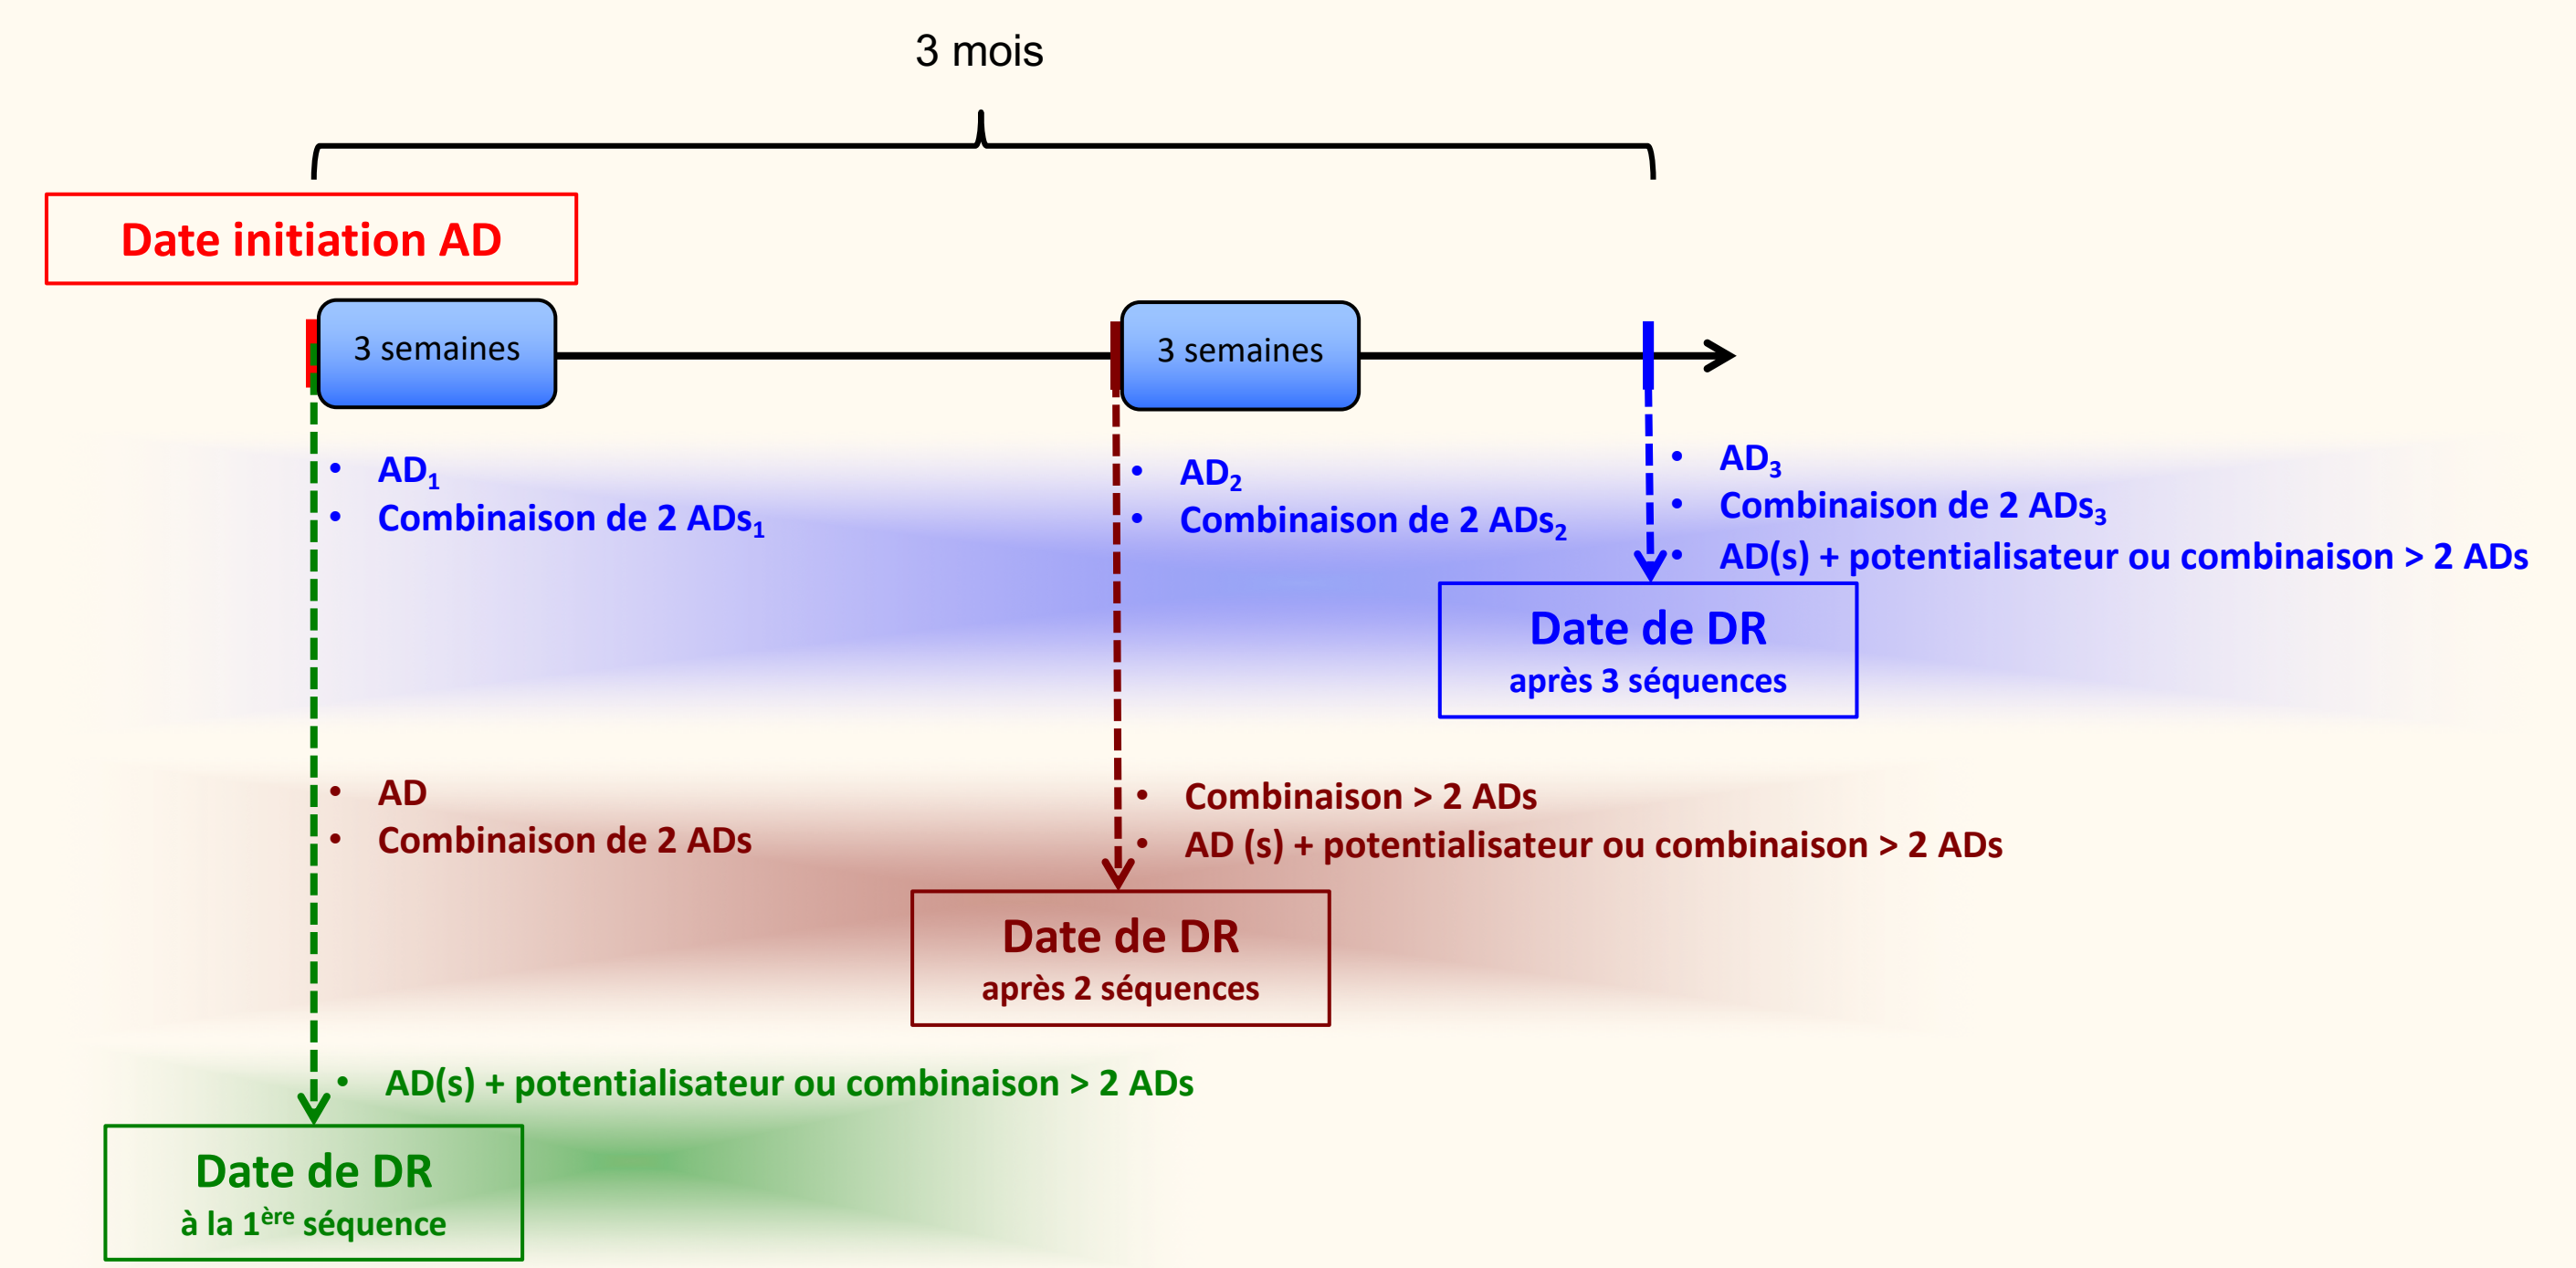 3 mois
Date initiation AD
3 semaines
3 semaines
• AD₁
• Combinaison de 2 ADs₁
• AD₂
• Combinaison de 2 ADs₂
• AD₃
• Combinaison de 2 ADs₃
• AD(s) + potentialisateur ou combinaison > 2 ADs
Date de DR
après 3 séquences
• AD
• Combinaison de 2 ADs
• Combinaison > 2 ADs
• AD (s) + potentialisateur ou combinaison > 2 ADs
Date de DR
après 2 séquences
• AD(s) + potentialisateur ou combinaison > 2 ADs
Date de DR
à la 1ère séquence